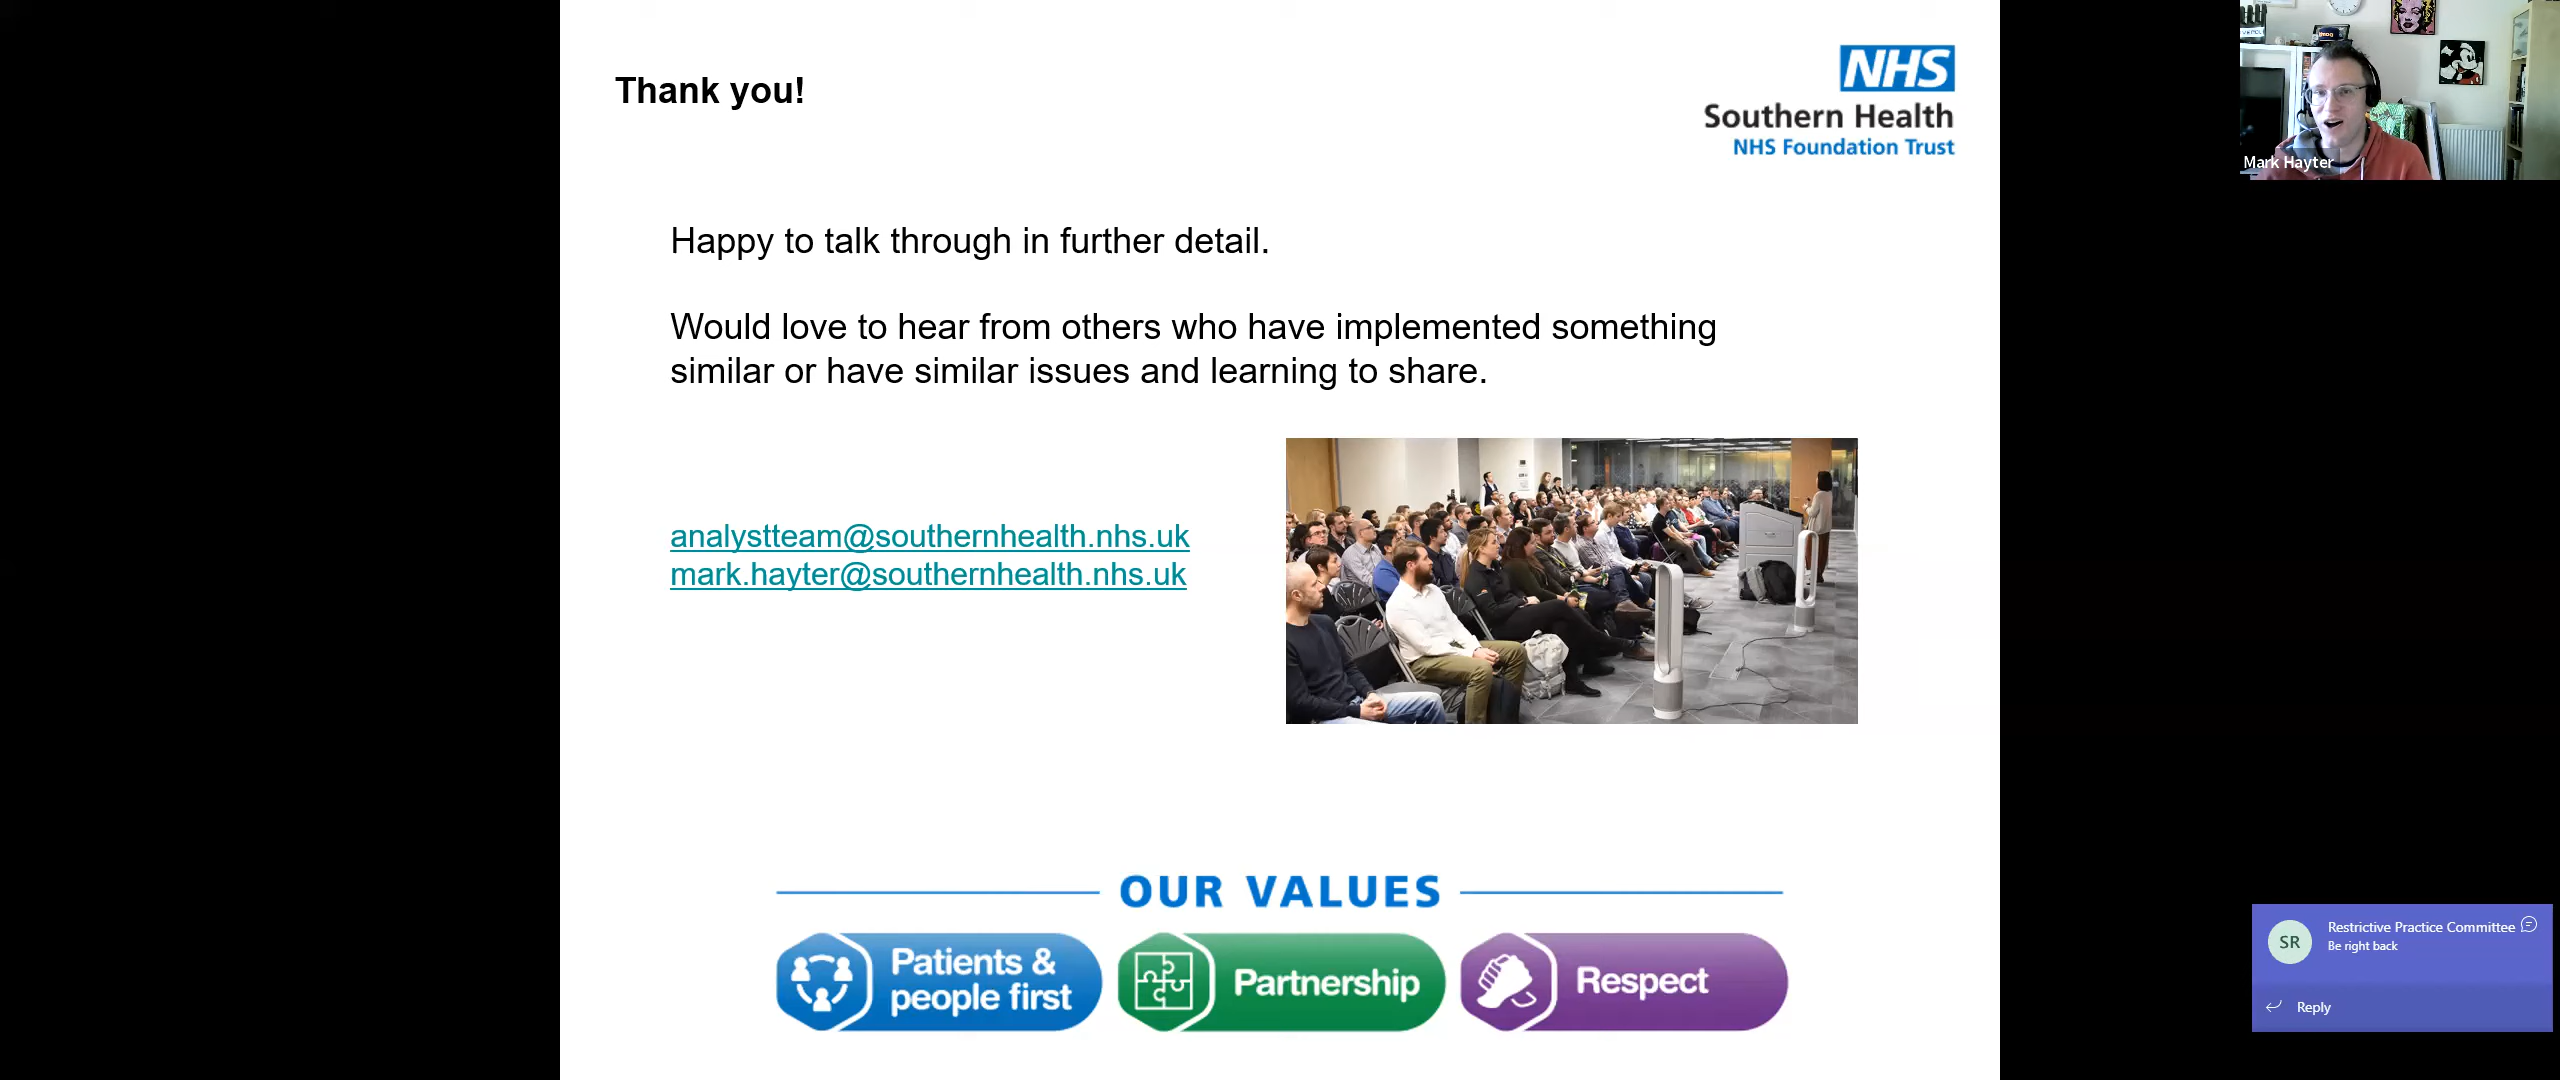 Thank you!
NHS
Southern Health
NHS Foundation Trust
Happy to talk through in further detail.
Would love to hear from others who have implemented something
similar or have similar issues and learning to share.
analystteam@southernhealth.nhs.uk
mark.hayter@southernhealth.nhs.uk
OUR VALUES
Patients &
people first
Partnership
Respect
Mark Hayter
SR
Restrictive Practice Committee
Be right back
Reply